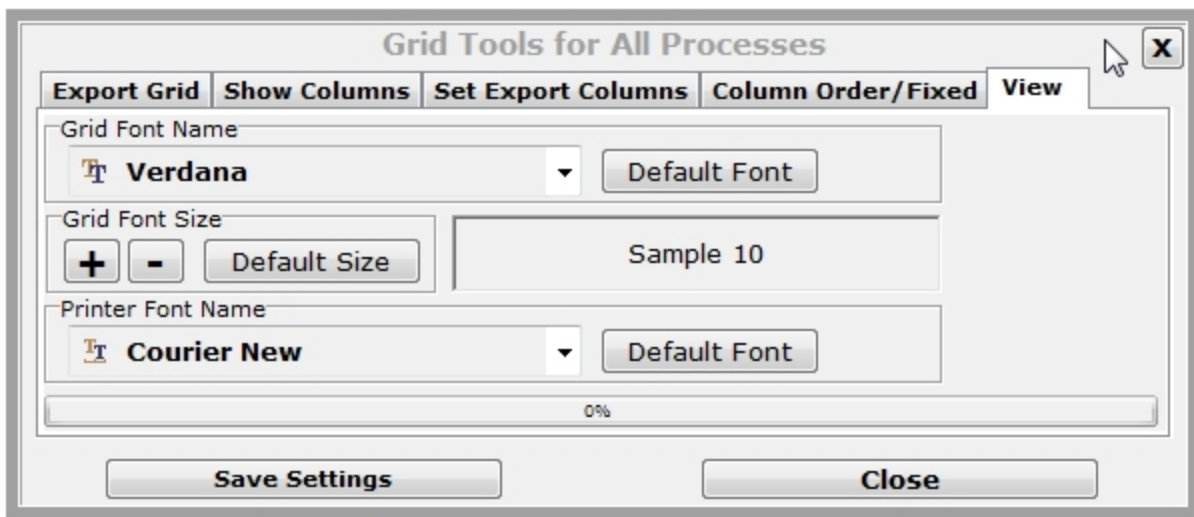 Grid Tools for All Processes
X
Export Grid Show Columns Set Export Columns Column Order/Fixed View
Grid Font Name
Verdana Default Font
Grid Font Size
+ - Default Size Sample 10
Printer Font Name
Courier New Default Font
0%
Save Settings Close